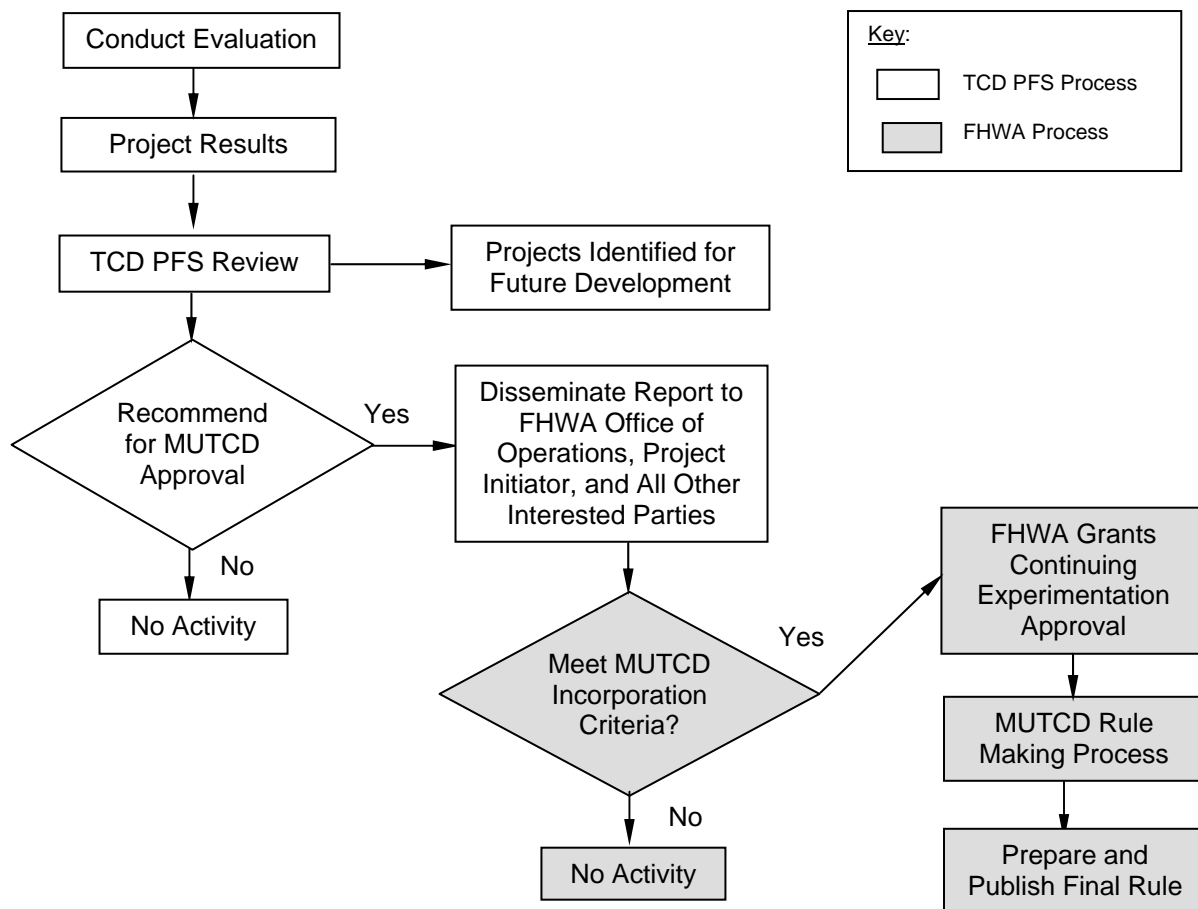 Conduct Evaluation
Key:
TCD PFS Process
FHWA Process
Project Results
TCD PFS Review
Projects Identified for
Future Development
Recommend
for MUTCD
Approval
Yes
No
No Activity
Disseminate Report to
FHWA Office of
Operations, Project
Initiator, and All Other
Interested Parties
Meet MUTCD
Incorporation
Criteria?
Yes
No
No Activity
FHWA Grants
Continuing
Experimentation
Approval
MUTCD Rule
Making Process
Prepare and
Publish Final Rule